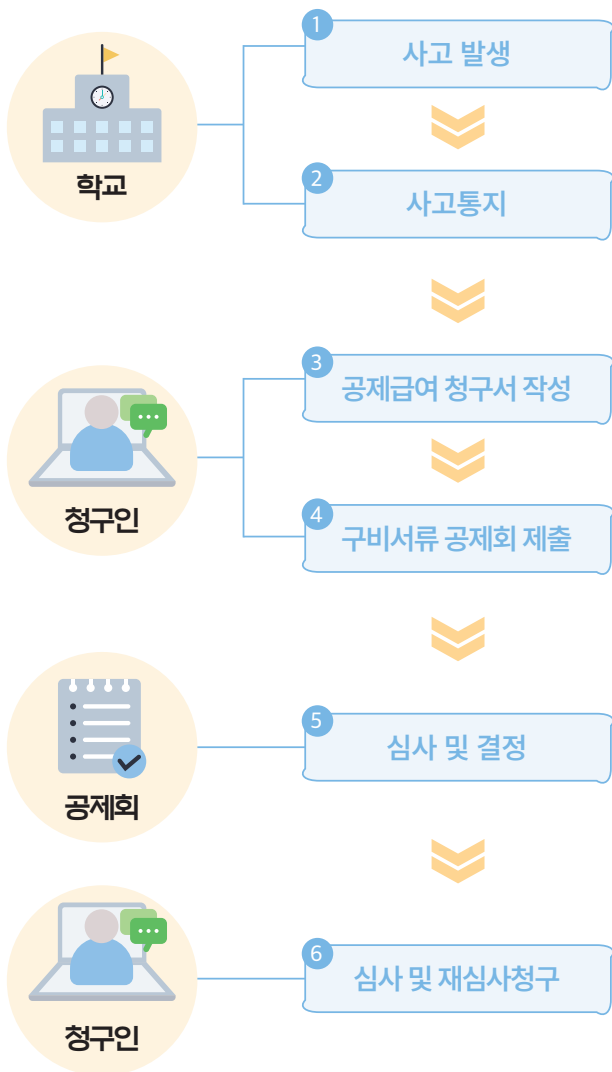 학교
1
사고 발생
2
사고통지
청구인
3
공제급여 청구서 작성
4
구비서류 공제회 제출
공제회
5
심사 및 결정
청구인
6
심사 및 재심사청구